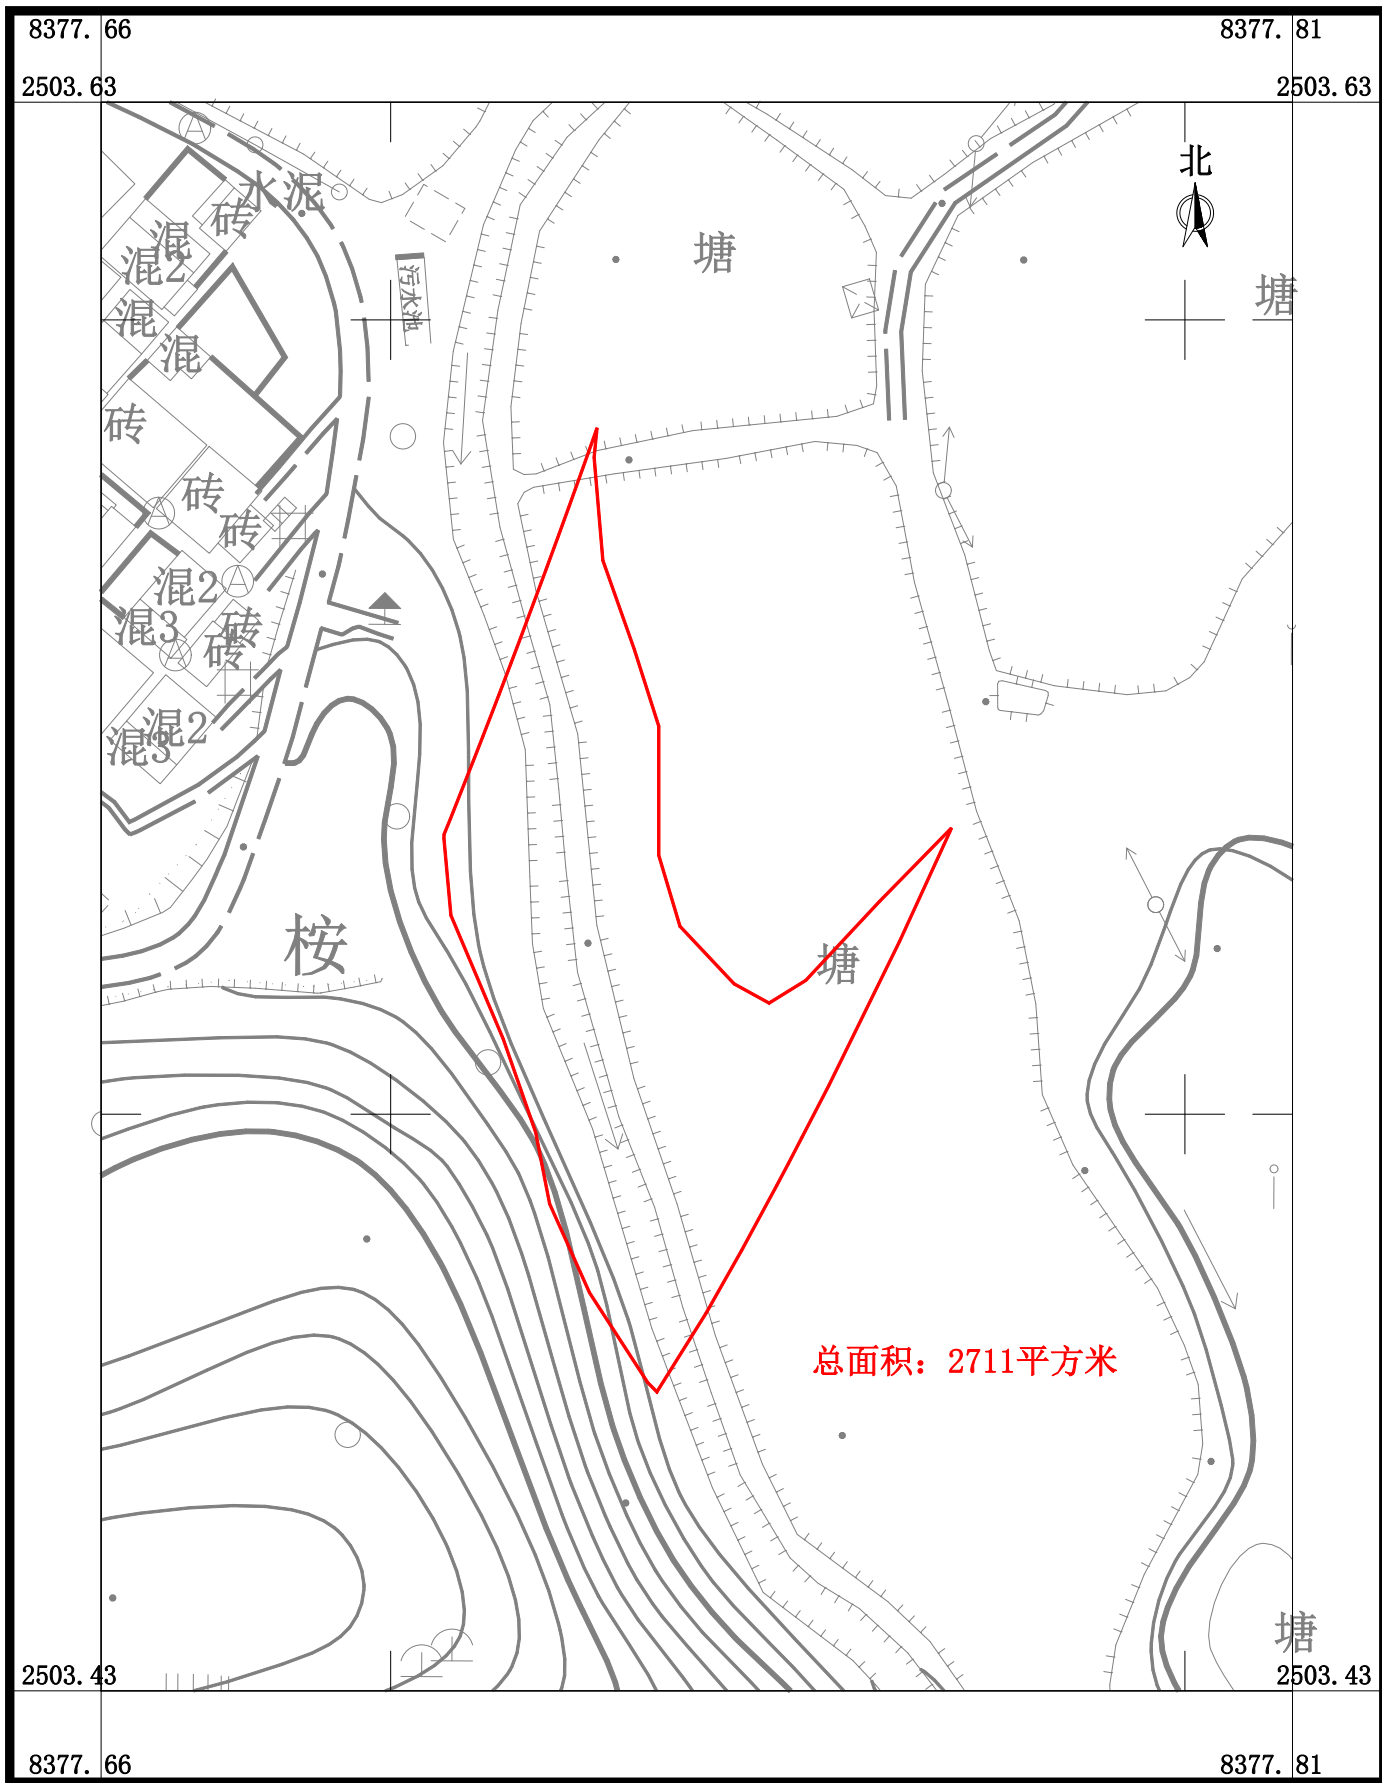 8377.66
8377.81
2503.63
2503.63
北
水泥
砖
混
混2
塘
塘
污水池
混
混
砖
砖
砖
混2
混3
砖
砖
混2
混3
桉
塘
总面积：2711平方米
塘
2503.43
2503.43
8377.66
8377.81